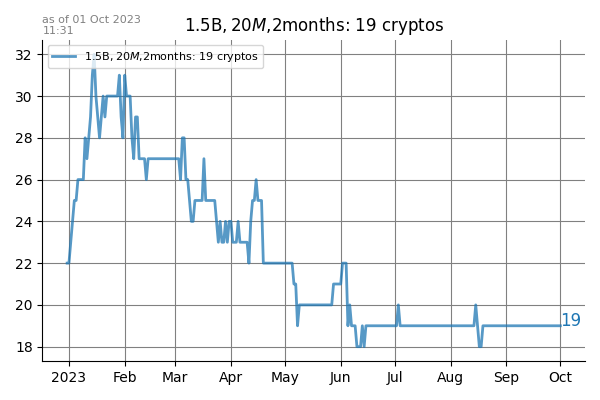 as of 01 Oct 2023
11:31
1.5B, 20M,2months: 19 cryptos
1.5B, 20M,2months: 19 cryptos
32
30
28
26
24
22
20
18
19
2023 Feb Mar Apr May Jun Jul Aug Sep Oct